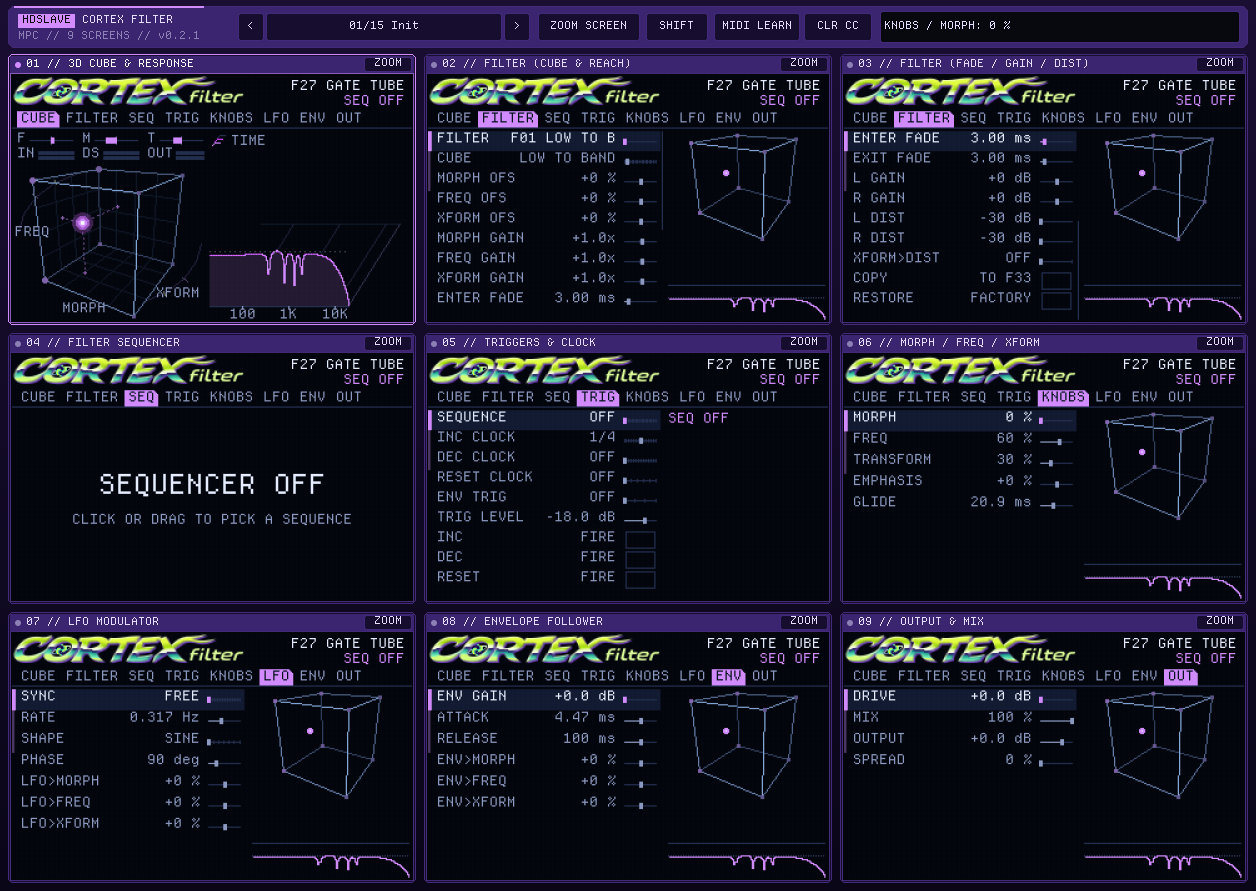 HDSLAVE CORTEX FILTER
MPC // 9 SCREENS // v0.2.1
< 01/15 Init > ZOOM SCREEN SHIFT MIDI LEARN CLR CC KNOBS / MORPH: 0 %
01 // 3D CUBE & RESPONSE ZOOM
CORTEX filter F27 GATE TUBE
SEQ OFF
CUBE FILTER SEQ TRIG KNOBS LFO ENV OUT
F M T TIME
IN DS OUT
FREQ
MORPH XFORM
100 1K 10K
02 // FILTER (CUBE & REACH) ZOOM
CORTEX filter F27 GATE TUBE
SEQ OFF
CUBE FILTER SEQ TRIG KNOBS LFO ENV OUT
FILTER F01 LOW TO B
CUBE LOW TO BAND
MORPH OFS +0 %
FREQ OFS +0 %
XFORM OFS +0 %
MORPH GAIN +1.0x
FREQ GAIN +1.0x
XFORM GAIN +1.0x
ENTER FADE 3.00 ms
03 // FILTER (FADE / GAIN / DIST) ZOOM
CORTEX filter F27 GATE TUBE
SEQ OFF
CUBE FILTER SEQ TRIG KNOBS LFO ENV OUT
ENTER FADE 3.00 ms
EXIT FADE 3.00 ms
L GAIN +0 dB
R GAIN +0 dB
L DIST -30 dB
R DIST -30 dB
XFORM>DIST OFF
COPY TO F33
RESTORE FACTORY
04 // FILTER SEQUENCER ZOOM
CORTEX filter F27 GATE TUBE
SEQ OFF
CUBE FILTER SEQ TRIG KNOBS LFO ENV OUT
SEQUENCER OFF
CLICK OR DRAG TO PICK A SEQUENCE
05 // TRIGGERS & CLOCK ZOOM
CORTEX filter F27 GATE TUBE
SEQ OFF
CUBE FILTER SEQ TRIG KNOBS LFO ENV OUT
SEQUENCE OFF SEQ OFF
INC CLOCK 1/4
DEC CLOCK OFF
RESET CLOCK OFF
ENV TRIG OFF
TRIG LEVEL -18.0 dB
INC FIRE
DEC FIRE
RESET FIRE
06 // MORPH / FREQ / XFORM ZOOM
CORTEX filter F27 GATE TUBE
SEQ OFF
CUBE FILTER SEQ TRIG KNOBS LFO ENV OUT
MORPH 0 %
FREQ 60 %
TRANSFORM 30 %
EMPHASIS +0 %
GLIDE 20.9 ms
07 // LFO MODULATOR ZOOM
CORTEX filter F27 GATE TUBE
SEQ OFF
CUBE FILTER SEQ TRIG KNOBS LFO ENV OUT
SYNC FREE
RATE 0.317 Hz
SHAPE SINE
PHASE 90 deg
LFO>MORPH +0 %
LFO>FREQ +0 %
LFO>XFORM +0 %
08 // ENVELOPE FOLLOWER ZOOM
CORTEX filter F27 GATE TUBE
SEQ OFF
CUBE FILTER SEQ TRIG KNOBS LFO ENV OUT
ENV GAIN +0.0 dB
ATTACK 4.47 ms
RELEASE 100 ms
ENV>MORPH +0 %
ENV>FREQ +0 %
ENV>XFORM +0 %
09 // OUTPUT & MIX ZOOM
CORTEX filter F27 GATE TUBE
SEQ OFF
CUBE FILTER SEQ TRIG KNOBS LFO ENV OUT
DRIVE +0.0 dB
MIX 100 %
OUTPUT +0.0 dB
SPREAD 0 %